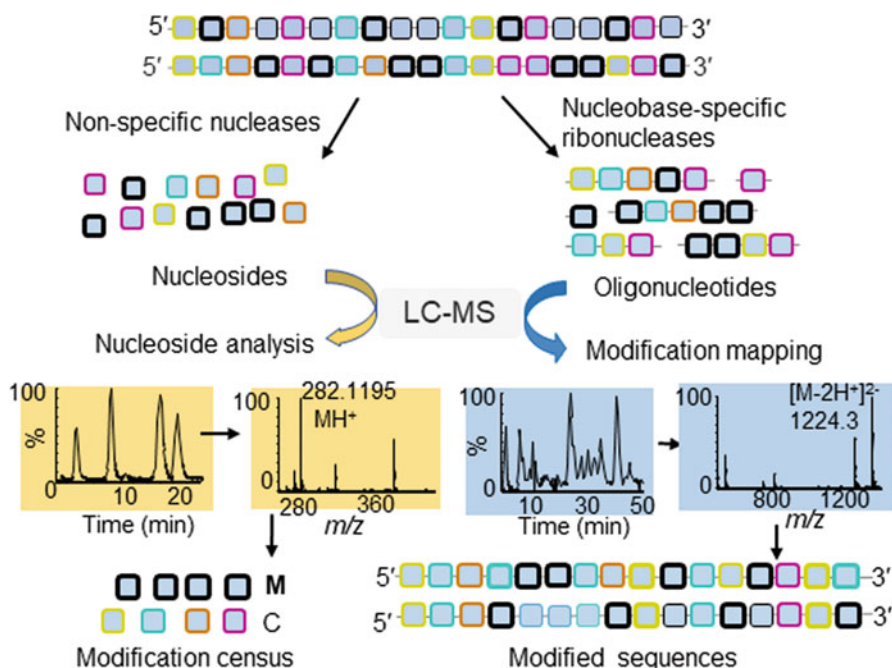 5′ 3′
5′ 3′
Non-specific nucleases
Nucleobase-specific
ribonucleases
Nucleosides
Oligonucleotides
LC-MS
Nucleoside analysis
Modification mapping
100
%
0
10 20
Time (min)
100
0
282.1195
MH⁺
280 360
m/z
100
%
0
10 30 50
Time (min)
100
0
[M-2H⁺]²⁻
1224.3
800 1200
m/z
M
C
Modification census
5′ 3′
5′ 3′
Modified sequences